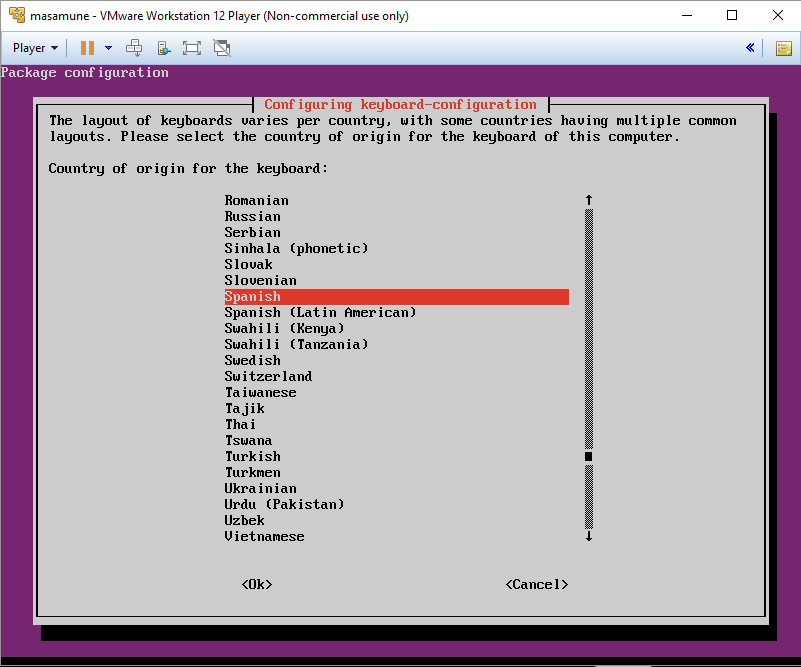 masamune - VMware Workstation 12 Player (Non-commercial use only)
Player
Package configuration
Configuring keyboard-configuration
The layout of keyboards varies per country, with some countries having multiple common
layouts. Please select the country of origin for the keyboard of this computer.
Country of origin for the keyboard:
Romanian
Russian
Serbian
Sinhala (phonetic)
Slovak
Slovenian
Spanish
Spanish (Latin American)
Swahili (Kenya)
Swahili (Tanzania)
Swedish
Switzerland
Taiwanese
Tajik
Thai
Tswana
Turkish
Turkmen
Ukrainian
Urdu (Pakistan)
Uzbek
Vietnamese
<Ok> <Cancel>